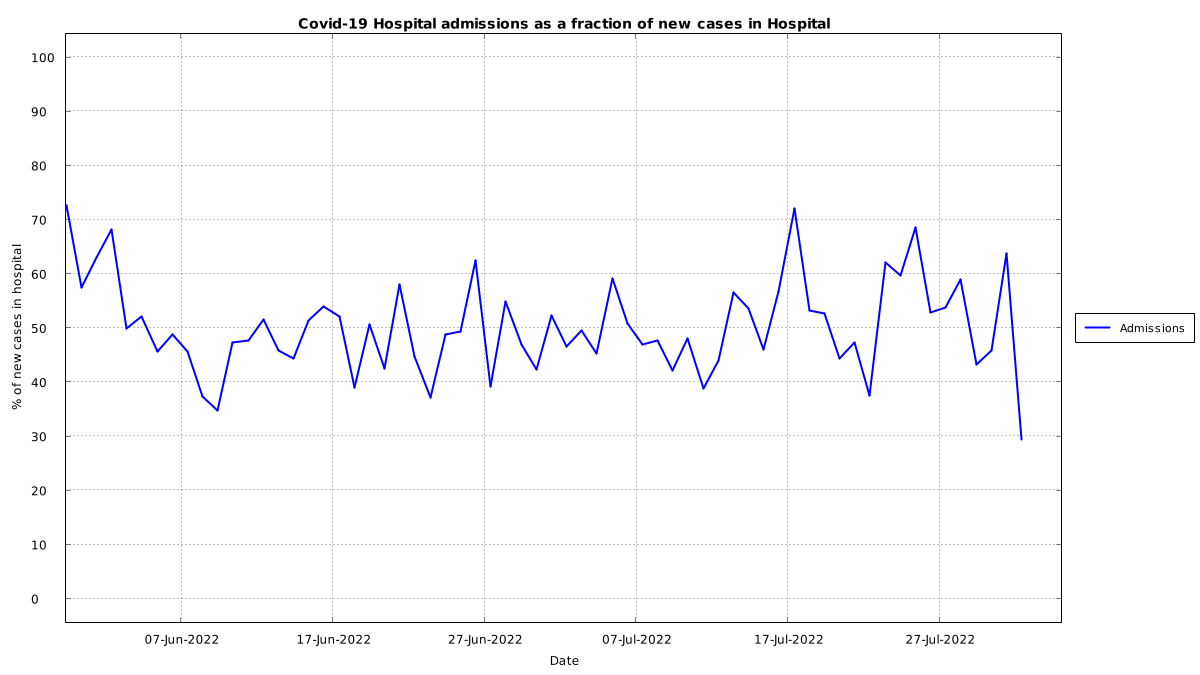 Covid-19 Hospital admissions as a fraction of new cases in Hospital
100
90
80
70
60
50
40
30
20
10
0
% of new cases in hospital
07-Jun-2022
17-Jun-2022
27-Jun-2022
07-Jul-2022
17-Jul-2022
27-Jul-2022
Date
Admissions